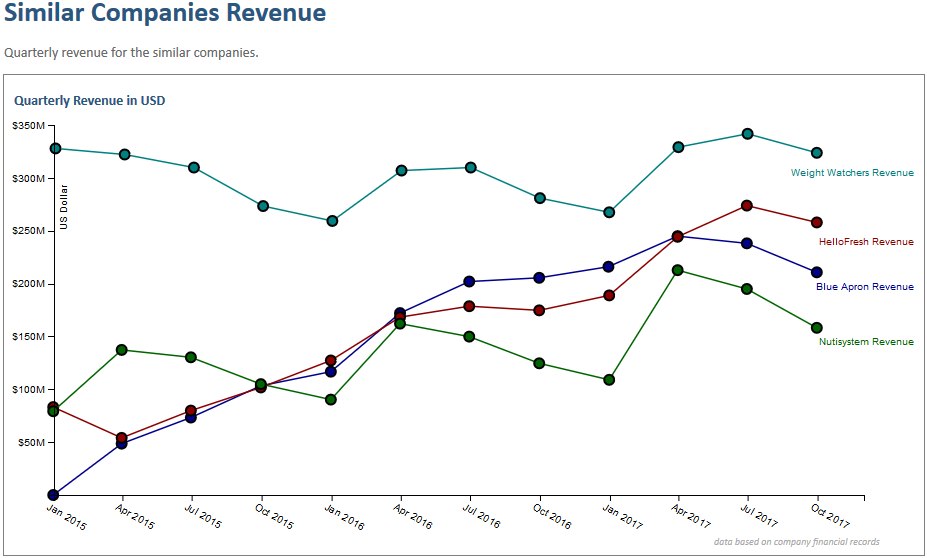 Similar Companies Revenue
Quarterly revenue for the similar companies.
Quarterly Revenue in USD
$350M
$300M
$250M
$200M
$150M
$100M
$50M
US Dollar
Weight Watchers Revenue
HelloFresh Revenue
Blue Apron Revenue
Nutisystem Revenue
Jan 2015
Apr 2015
Jul 2015
Oct 2015
Jan 2016
Apr 2016
Jul 2016
Oct 2016
Jan 2017
Apr 2017
Jul 2017
Oct 2017
data based on company financial records